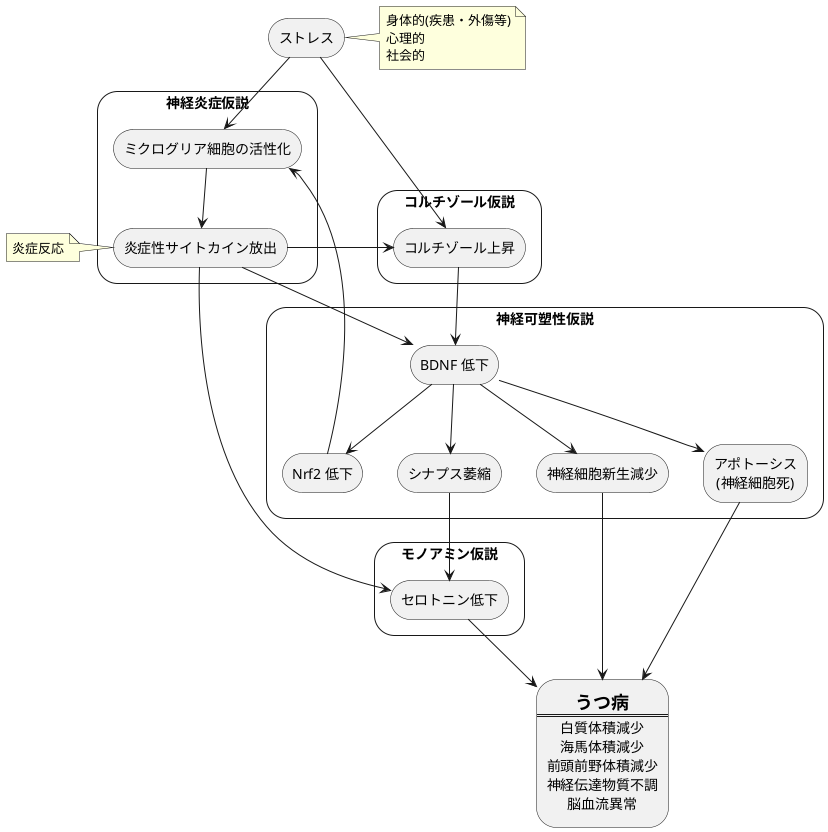 ストレス
身体的(疾患・外傷等)
心理的
社会的
神経炎症仮説
ミクログリア細胞の活性化
コルチゾール仮説
炎症反応
炎症性サイトカイン放出
コルチゾール上昇
神経可塑性仮説
BDNF 低下
Nrf2 低下
シナプス萎縮
神経細胞新生減少
アポトーシス
(神経細胞死)
モノアミン仮説
セロトニン低下
うつ病
白質体積減少
海馬体積減少
前頭前野体積減少
神経伝達物質不調
脳血流異常